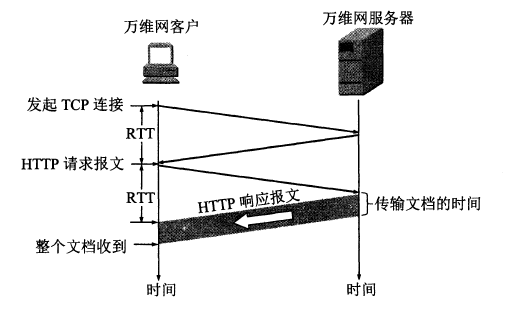 万维网客户
万维网服务器
发起 TCP 连接
RTT
HTTP 请求报文
RTT
HTTP 响应报文
传输文档的时间
整个文档收到
时间
时间